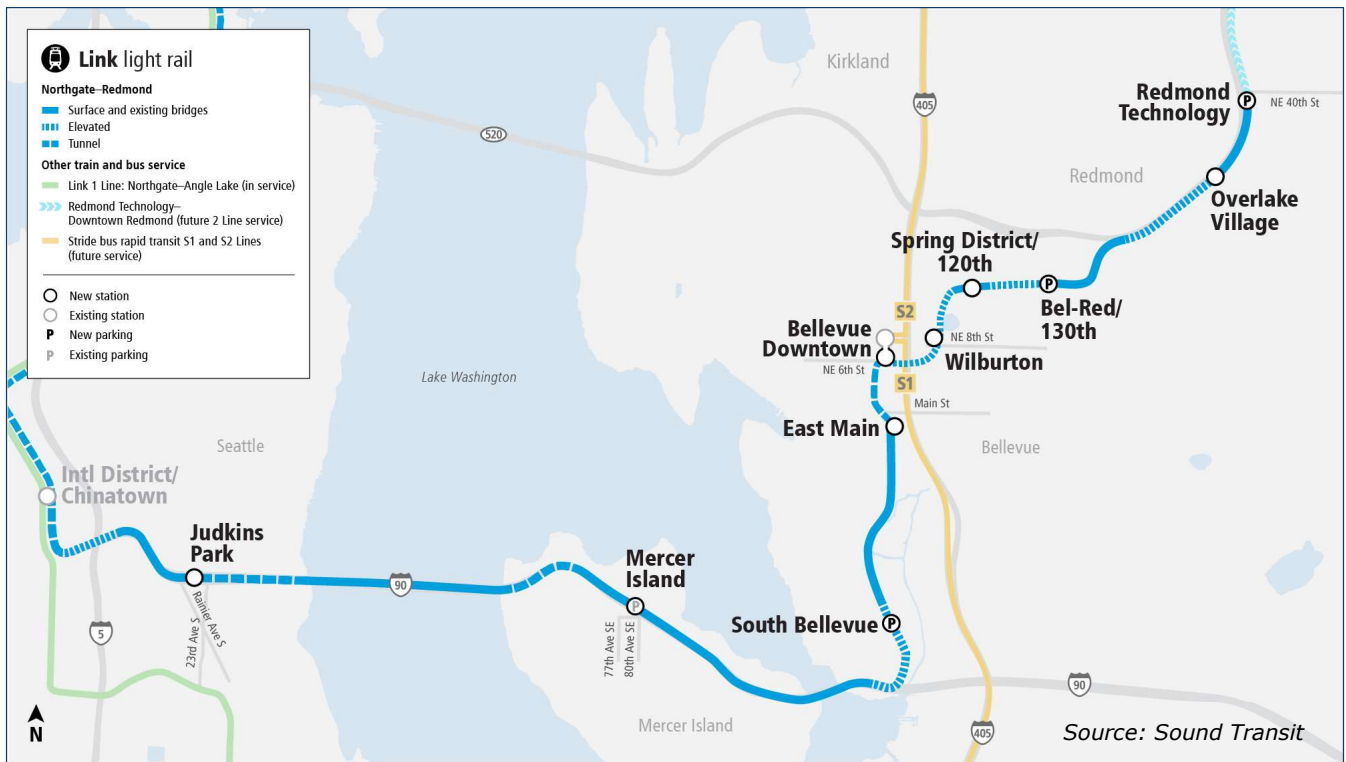 Link light rail
Northgate–Redmond
Surface and existing bridges
Elevated
Tunnel
Other train and bus service
Link 1 Line: Northgate–Angle Lake (in service)
Redmond Technology–
Downtown Redmond (future 2 Line service)
Stride bus rapid transit S1 and S2 Lines
(future service)
New station
Existing station
P New parking
P Existing parking
520
Kirkland
405
Redmond
Technology
P
NE 40th St
Redmond
Overlake
Village
Spring District/
120th
P
Bel-Red/
130th
S2
Bellevue
Downtown
NE 8th St
Wilburton
NE 6th St
S1
Main St
East Main
Bellevue
Lake Washington
Seattle
Intl District/
Chinatown
Judkins
Park
90
Mercer
Island
P
South Bellevue
P
5
23rd Ave S
Rainier Ave S
77th Ave SE
80th Ave SE
90
Mercer Island
405
N
Source: Sound Transit